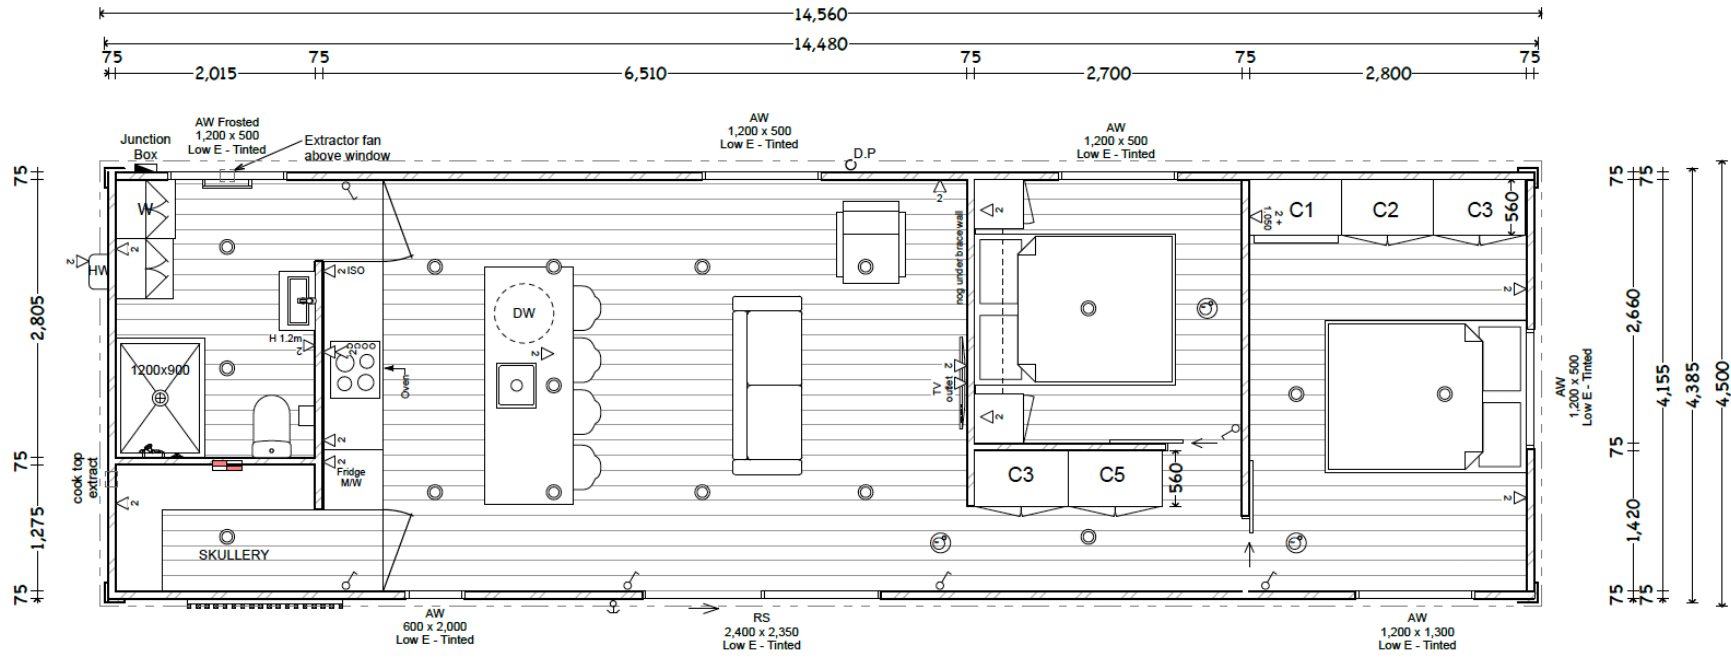 14,560
14,480
75
75
75
75
75
2,015
6,510
2,700
2,800
AW Frosted
1,200 x 500
Low E - Tinted
Junction
Box
Extractor fan
above window
AW
1,200 x 500
Low E - Tinted
D.P
AW
1,200 x 500
Low E - Tinted
75
2,805
75
1,275
75
W
2
2
HW
2
ISO
H 1.2m
2
2
1200x900
Oven
2
2
Fridge
M/W
cook top
extract
2
SKULLERY
DW
2
2
nog under brace wall
2
TV
outlet
2
2
C3
C5
560
C1
C2
C3
560
2 +
1,050
2
2
75
75
2,660
75
1,420
75
75
4,155
4,385
4,500
AW
1,200 x 500
Low E - Tinted
AW
600 x 2,000
Low E - Tinted
RS
2,400 x 2,350
Low E - Tinted
AW
1,200 x 1,300
Low E - Tinted